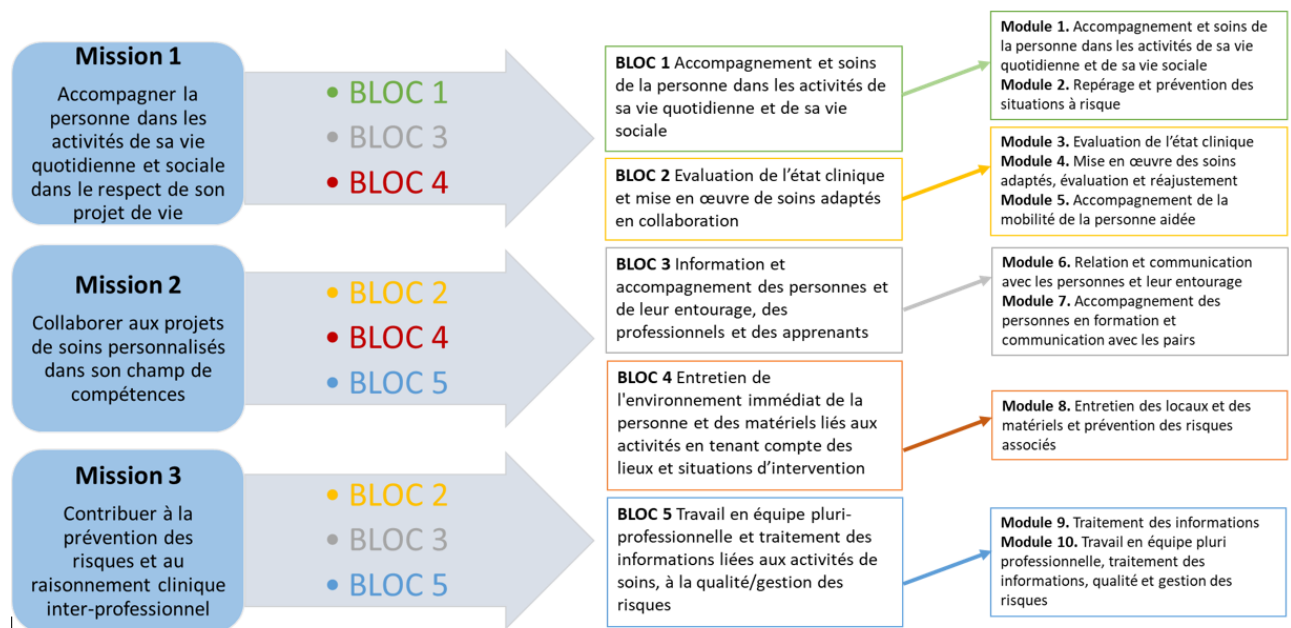 Mission 1
Accompagner la
personne dans les
activités de sa vie
quotidienne et sociale
dans le respect de son
projet de vie
• BLOC 1
• BLOC 3
• BLOC 4
Mission 2
Collaborer aux projets
de soins personnalisés
dans son champ de
compétences
• BLOC 2
• BLOC 4
• BLOC 5
Mission 3
Contribuer à la
prévention des
risques et au
raisonnement clinique
inter-professionnel
• BLOC 2
• BLOC 3
• BLOC 5
BLOC 1 Accompagnement et soins
de la personne dans les activités de
sa vie quotidienne et de sa vie
sociale
BLOC 2 Evaluation de l’état clinique
et mise en œuvre de soins adaptés
en collaboration
BLOC 3 Information et
accompagnement des personnes et
de leur entourage, des
professionnels et des apprenants
BLOC 4 Entretien de
l'environnement immédiat de la
personne et des matériels liés aux
activités en tenant compte des
lieux et situations d’intervention
BLOC 5 Travail en équipe pluri-
professionnelle et traitement des
informations liées aux activités de
soins, à la qualité/gestion des
risques
Module 1. Accompagnement et soins de
la personne dans les activités de sa vie
quotidienne et de sa vie sociale
Module 2. Repérage et prévention des
situations à risque
Module 3. Evaluation de l’état clinique
Module 4. Mise en œuvre des soins
adaptés, évaluation et réajustement
Module 5. Accompagnement de la
mobilité de la personne aidée
Module 6. Relation et communication
avec les personnes et leur entourage
Module 7. Accompagnement des
personnes en formation et
communication avec les pairs
Module 8. Entretien des locaux et des
matériels et prévention des risques
associés
Module 9. Traitement des informations
Module 10. Travail en équipe pluri
professionnelle, traitement des
informations, qualité et gestion des
risques